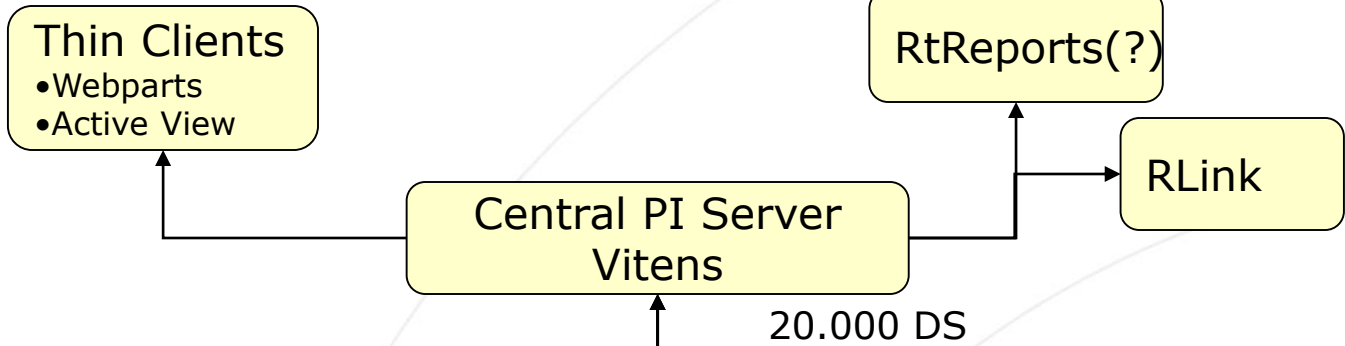 Thin Clients
•Webparts
•Active View
RtReports(?)
RLink
Central PI Server
Vitens
20.000 DS